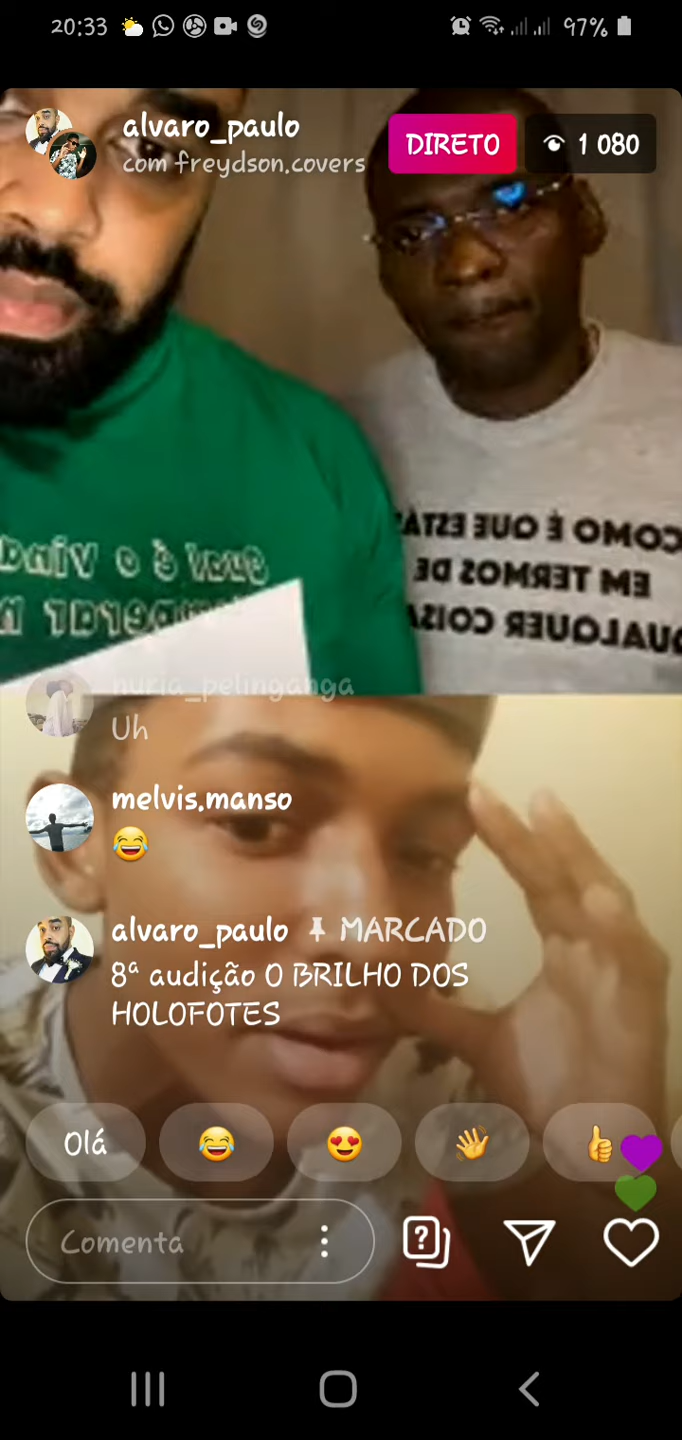 20:33
97%
alvaro_paulo
com freydson.covers
DIRETO
1 080
COMO É QUE ESTÁ
EM TERMOS DE
QUALQUER COISA
nuria_pelinganga
Uh
melvis.manso
😂
alvaro_paulo MARCADO
8ª audição O BRILHO DOS
HOLOFOTES
Olá 😂 😍 👋 👍
Comenta